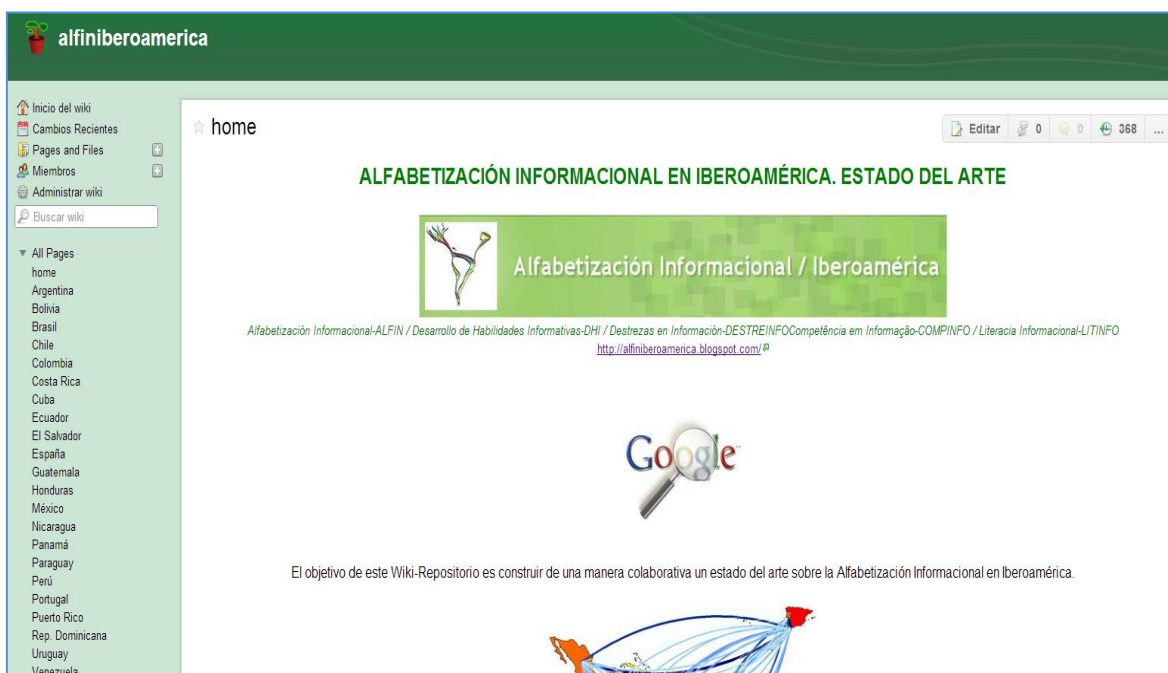 alfiniberoamerica
Inicio del wiki
Cambios Recientes
Pages and Files
Miembros
Administrar wiki
Buscar wiki
All Pages
home
Argentina
Bolivia
Brasil
Chile
Colombia
Costa Rica
Cuba
Ecuador
El Salvador
España
Guatemala
Honduras
México
Nicaragua
Panamá
Paraguay
Perú
Portugal
Puerto Rico
Rep. Dominicana
Uruguay
Venezuela
home
Editar 0 0 368 ...
ALFABETIZACIÓN INFORMACIONAL EN IBEROAMÉRICA. ESTADO DEL ARTE
Alfabetización Informacional / Iberoamérica
Alfabetización Informacional-ALFIN / Desarrollo de Habilidades Informativas-DHI / Destrezas en Información-DESTREINFOCompetência em Informação-COMPINFO / Literacia Informacional-LITINFO
http://alfiniberoamerica.blogspot.com/
Google
El objetivo de este Wiki-Repositorio es construir de una manera colaborativa un estado del arte sobre la Alfabetización Informacional en Iberoamérica.